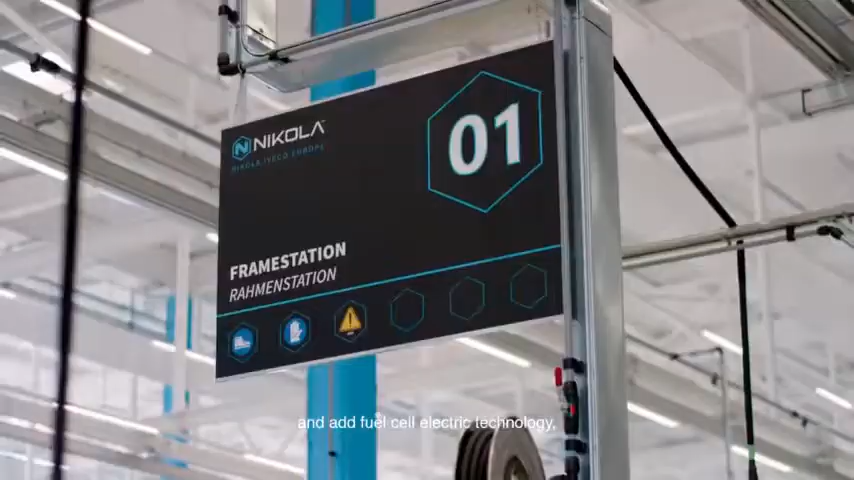 NIKOLA
NIKOLA IVECO EUROPE
01
FRAMESTATION
RAHMENSTATION
and add fuel cell electric technology,